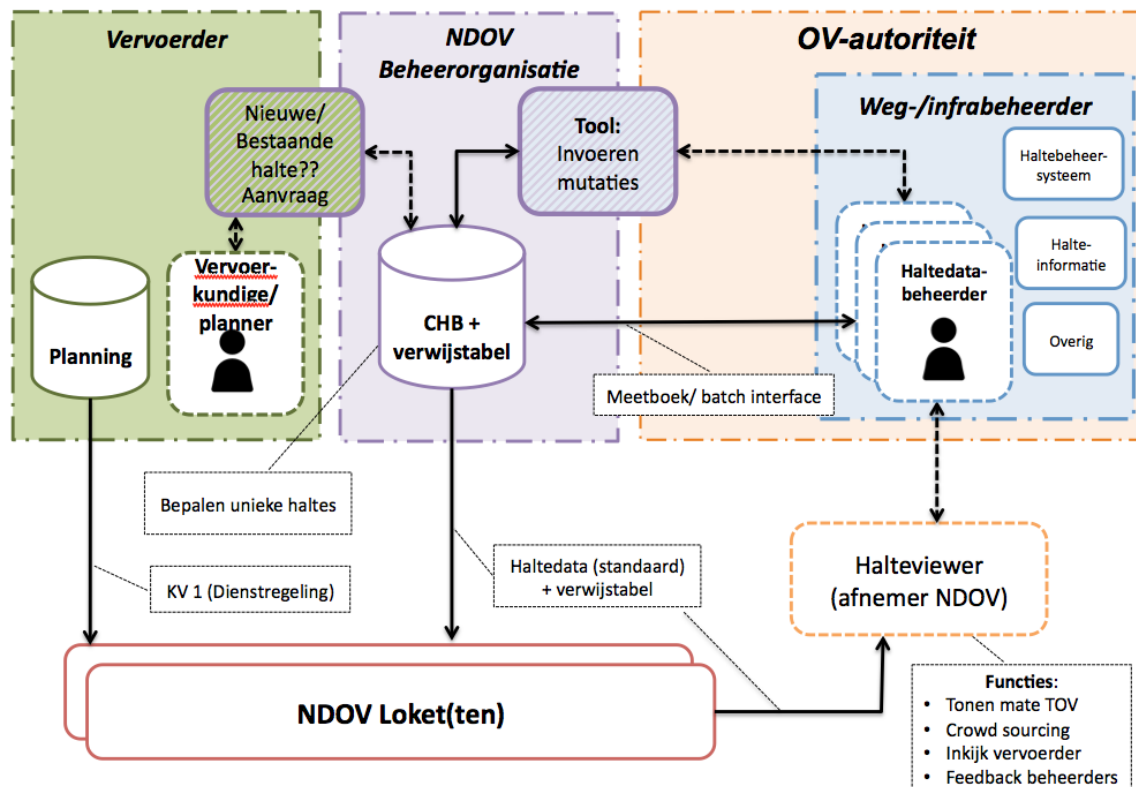 Vervoerder
NDOV
Beheerorganisatie
OV-autoriteit
Weg-/infrabeheerder
Nieuwe/
Bestaande
halte??
Aanvraag
Tool:
Invoeren
mutaties
Haltebeheer-
systeem
Halte-
informatie
Overig
Haltedata-
beheerder
Vervoer-
kundige/
planner
Planning
CHB +
verwijstabel
Meetboek/ batch interface
Bepalen unieke haltes
KV 1 (Dienstregeling)
Haltedata (standaard)
+ verwijstabel
Halteviewer
(afnemer NDOV)
NDOV Loket(ten)
Functies:
• Tonen mate TOV
• Crowd sourcing
• Inkijk vervoerder
• Feedback beheerders